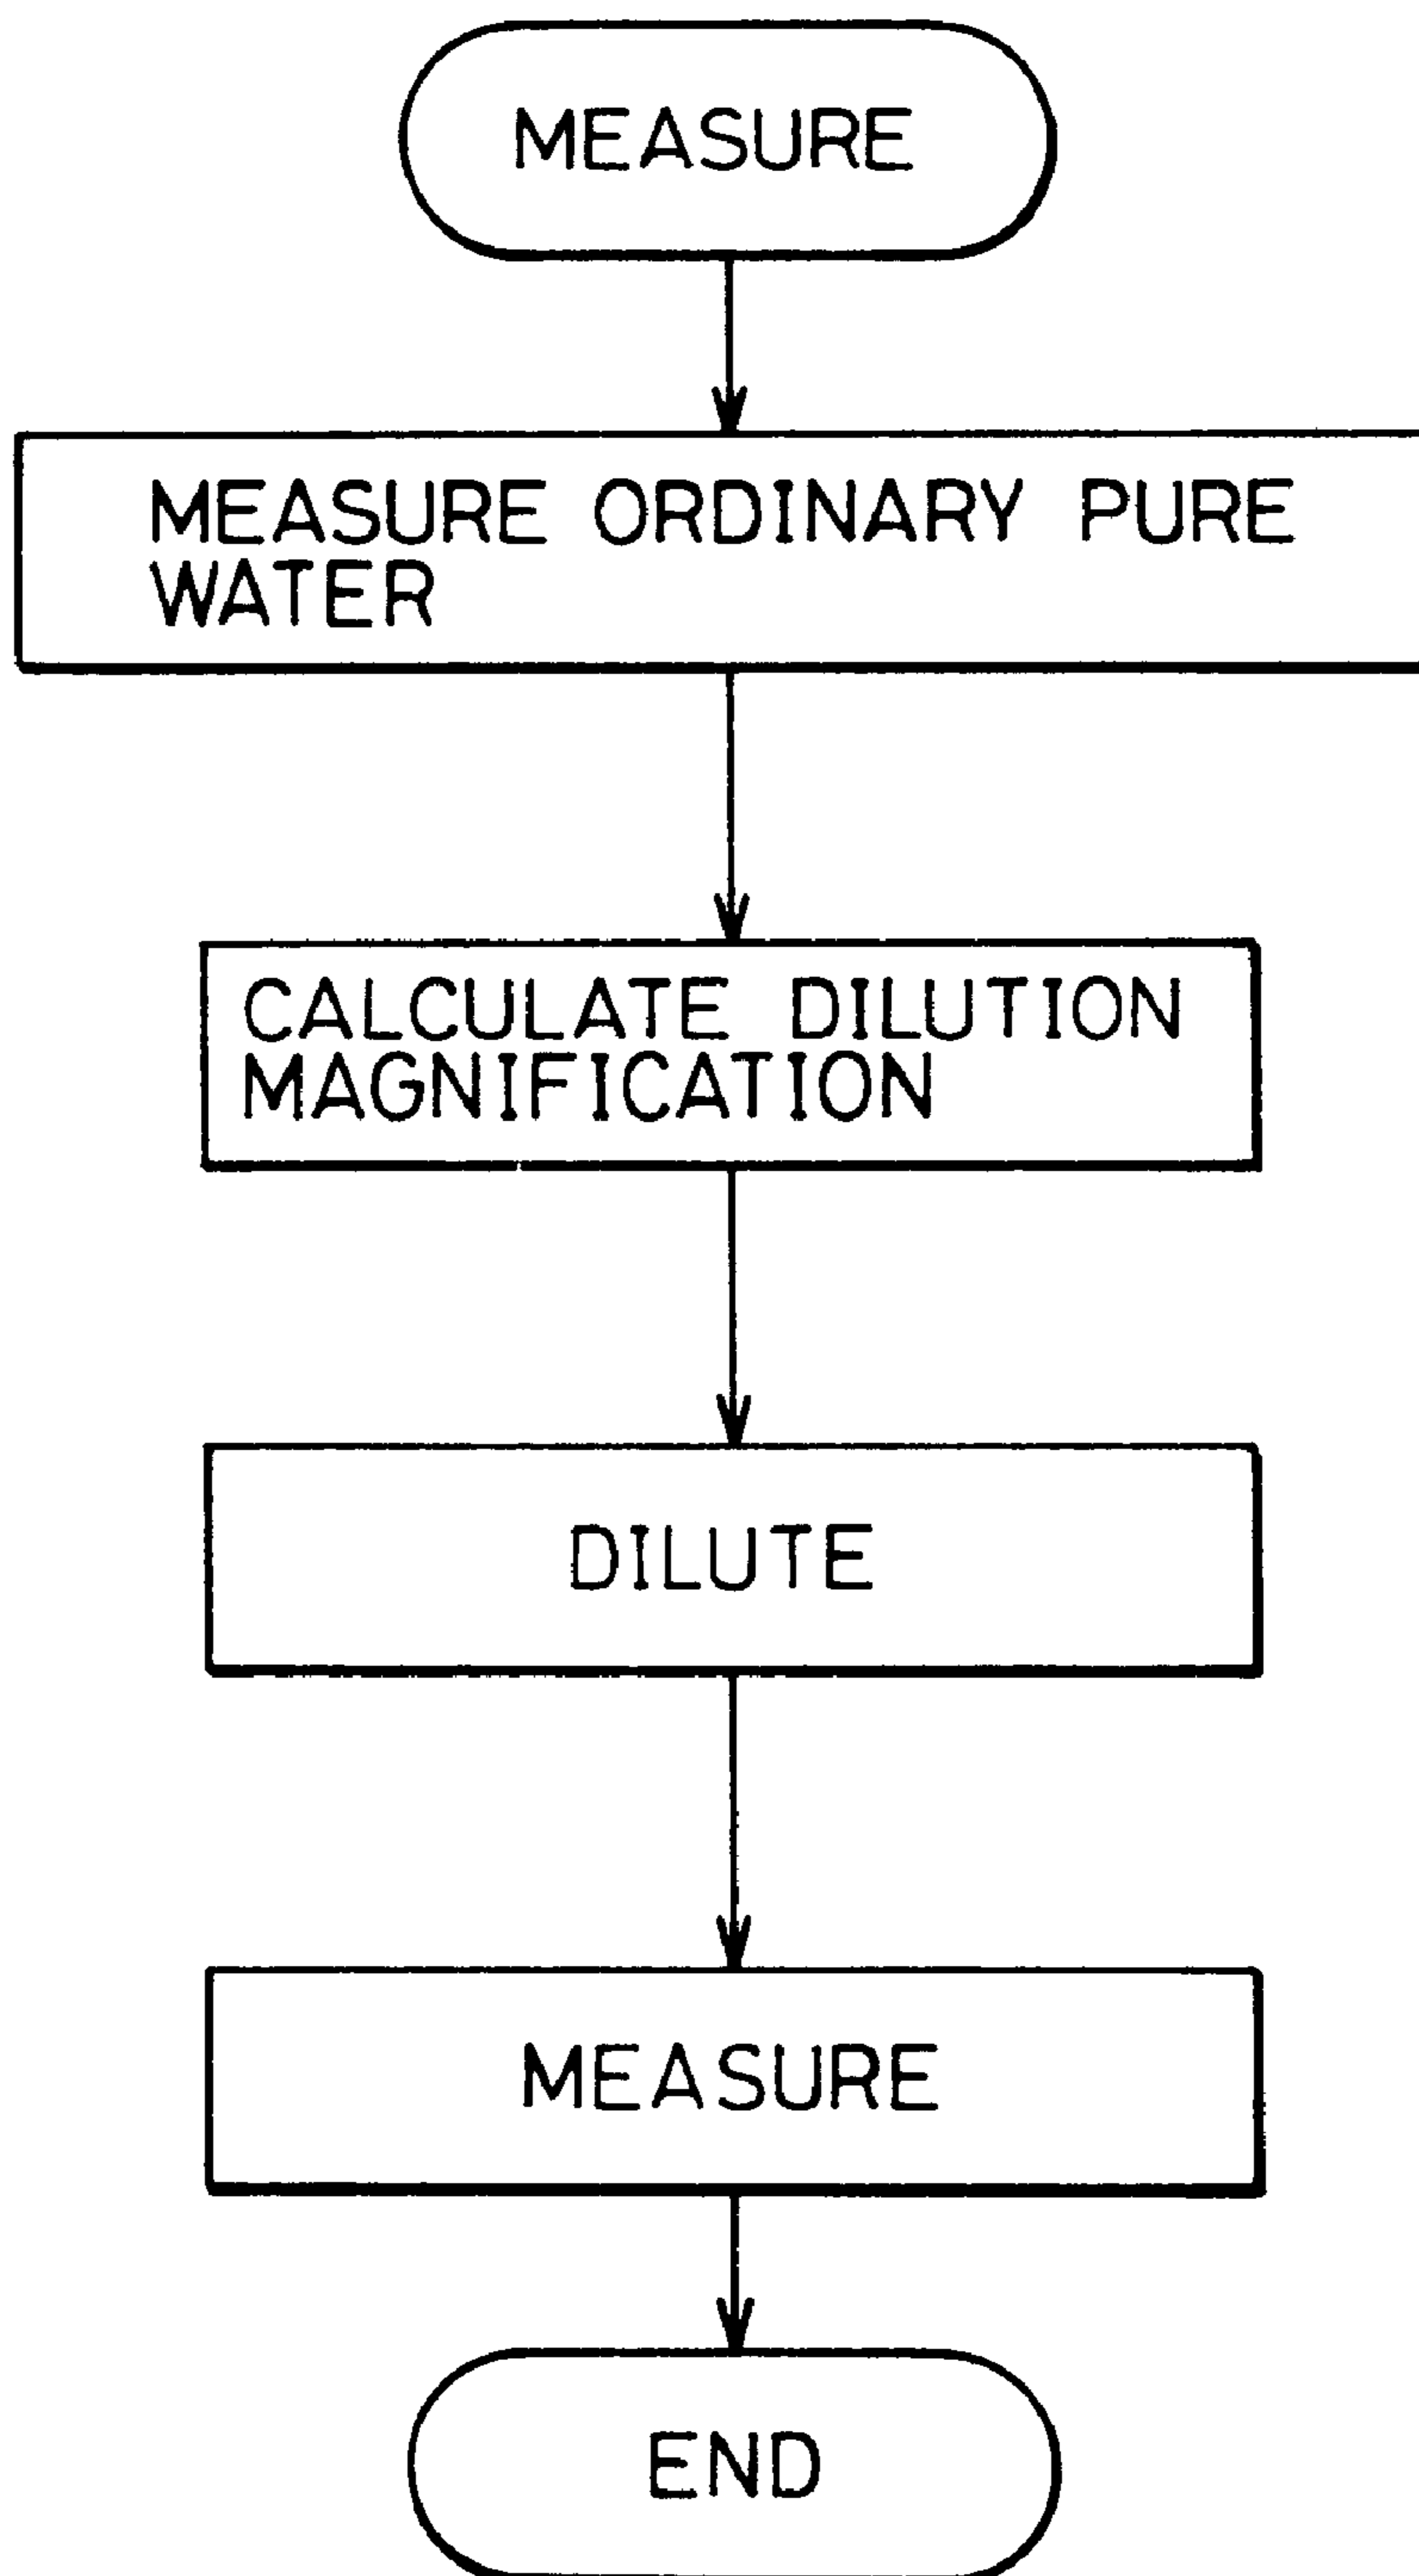 MEASURE
MEASURE ORDINARY PURE
WATER
CALCULATE DILUTION
MAGNIFICATION
DILUTE
MEASURE
END